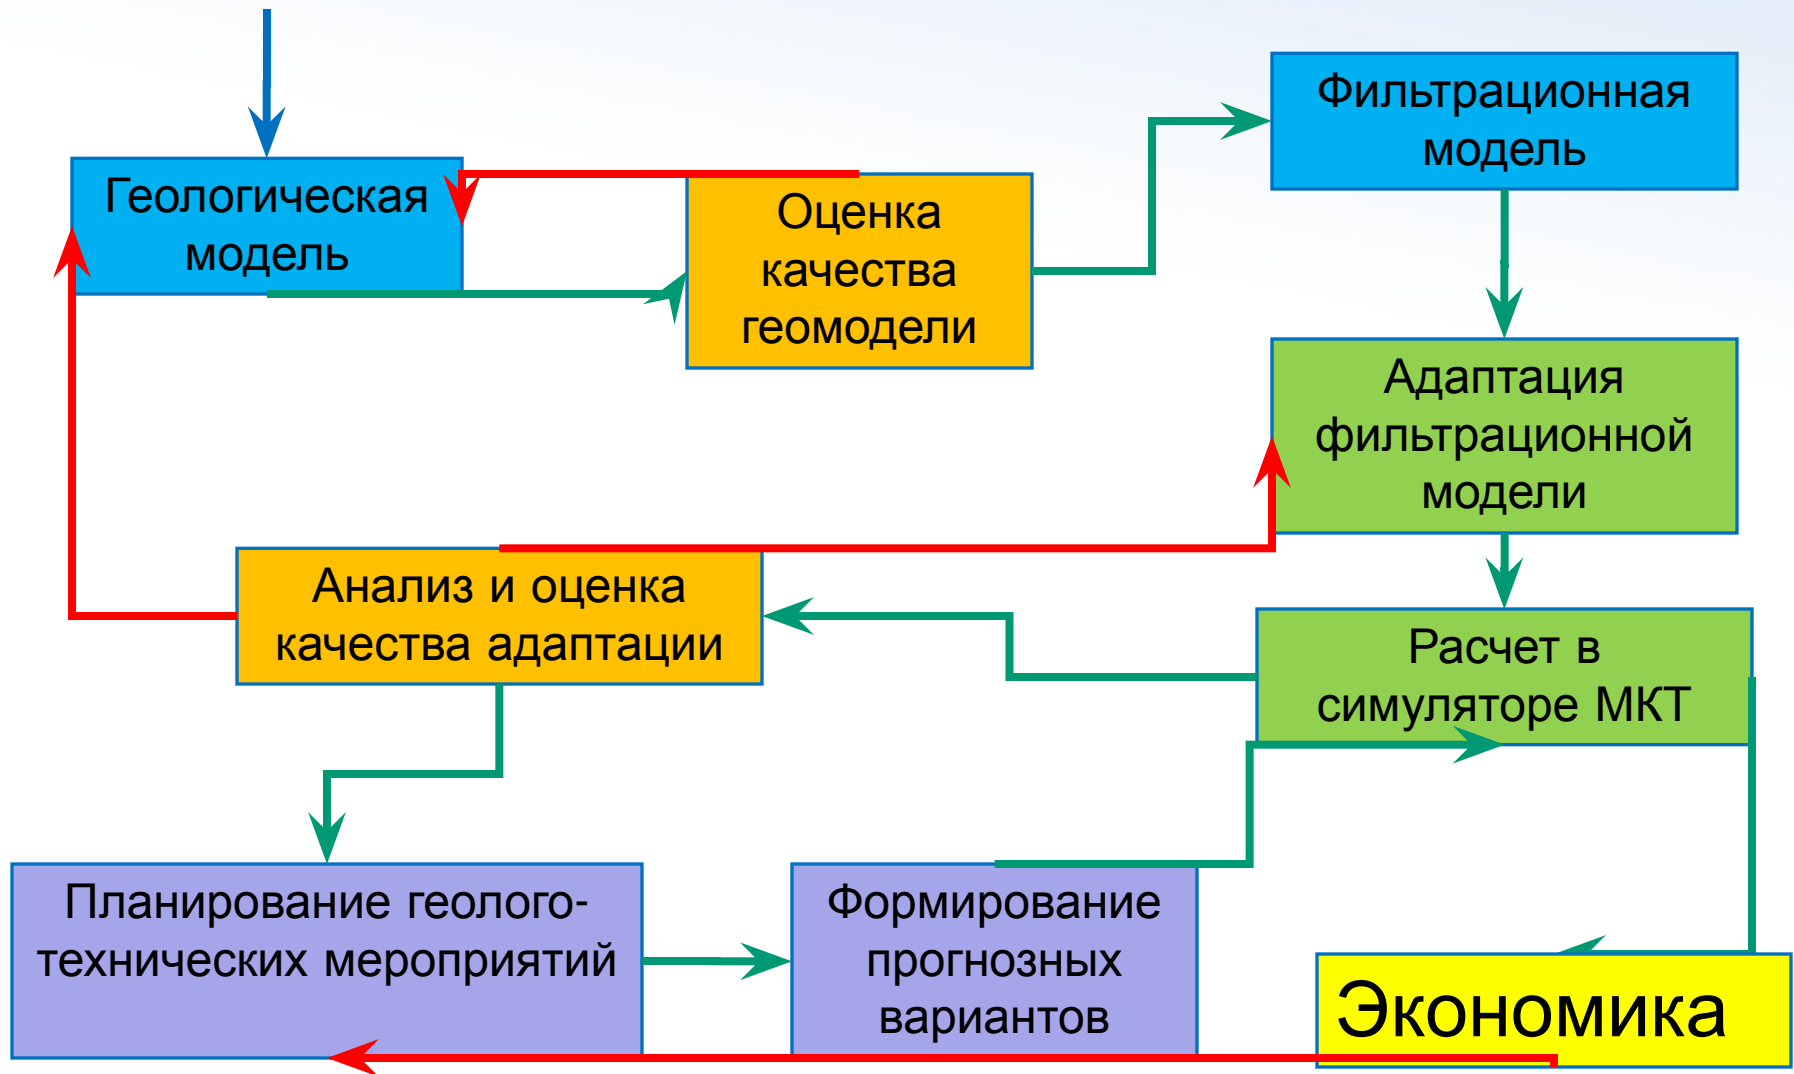 Геологическая
модель
Оценка
качества
геомодели
Фильтрационная
модель
Адаптация
фильтрационной
модели
Анализ и оценка
качества адаптации
Расчет в
симуляторе МКТ
Планирование геолого-
технических мероприятий
Формирование
прогнозных
вариантов
Экономика